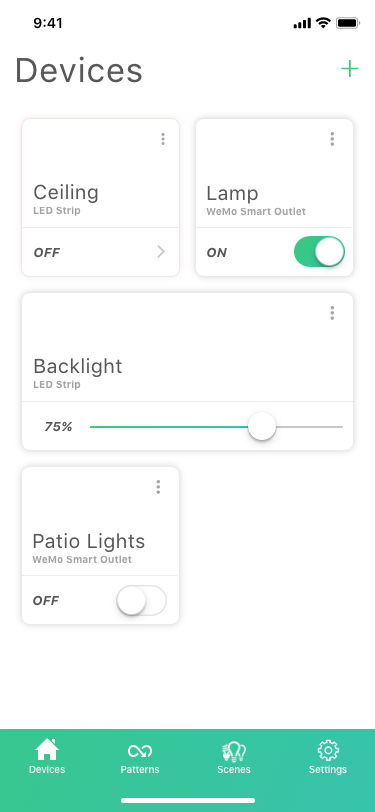 9:41
Devices
Ceiling
LED Strip
OFF
Lamp
WeMo Smart Outlet
ON
Backlight
LED Strip
75%
Patio Lights
WeMo Smart Outlet
OFF
Devices
Patterns
Scenes
Settings